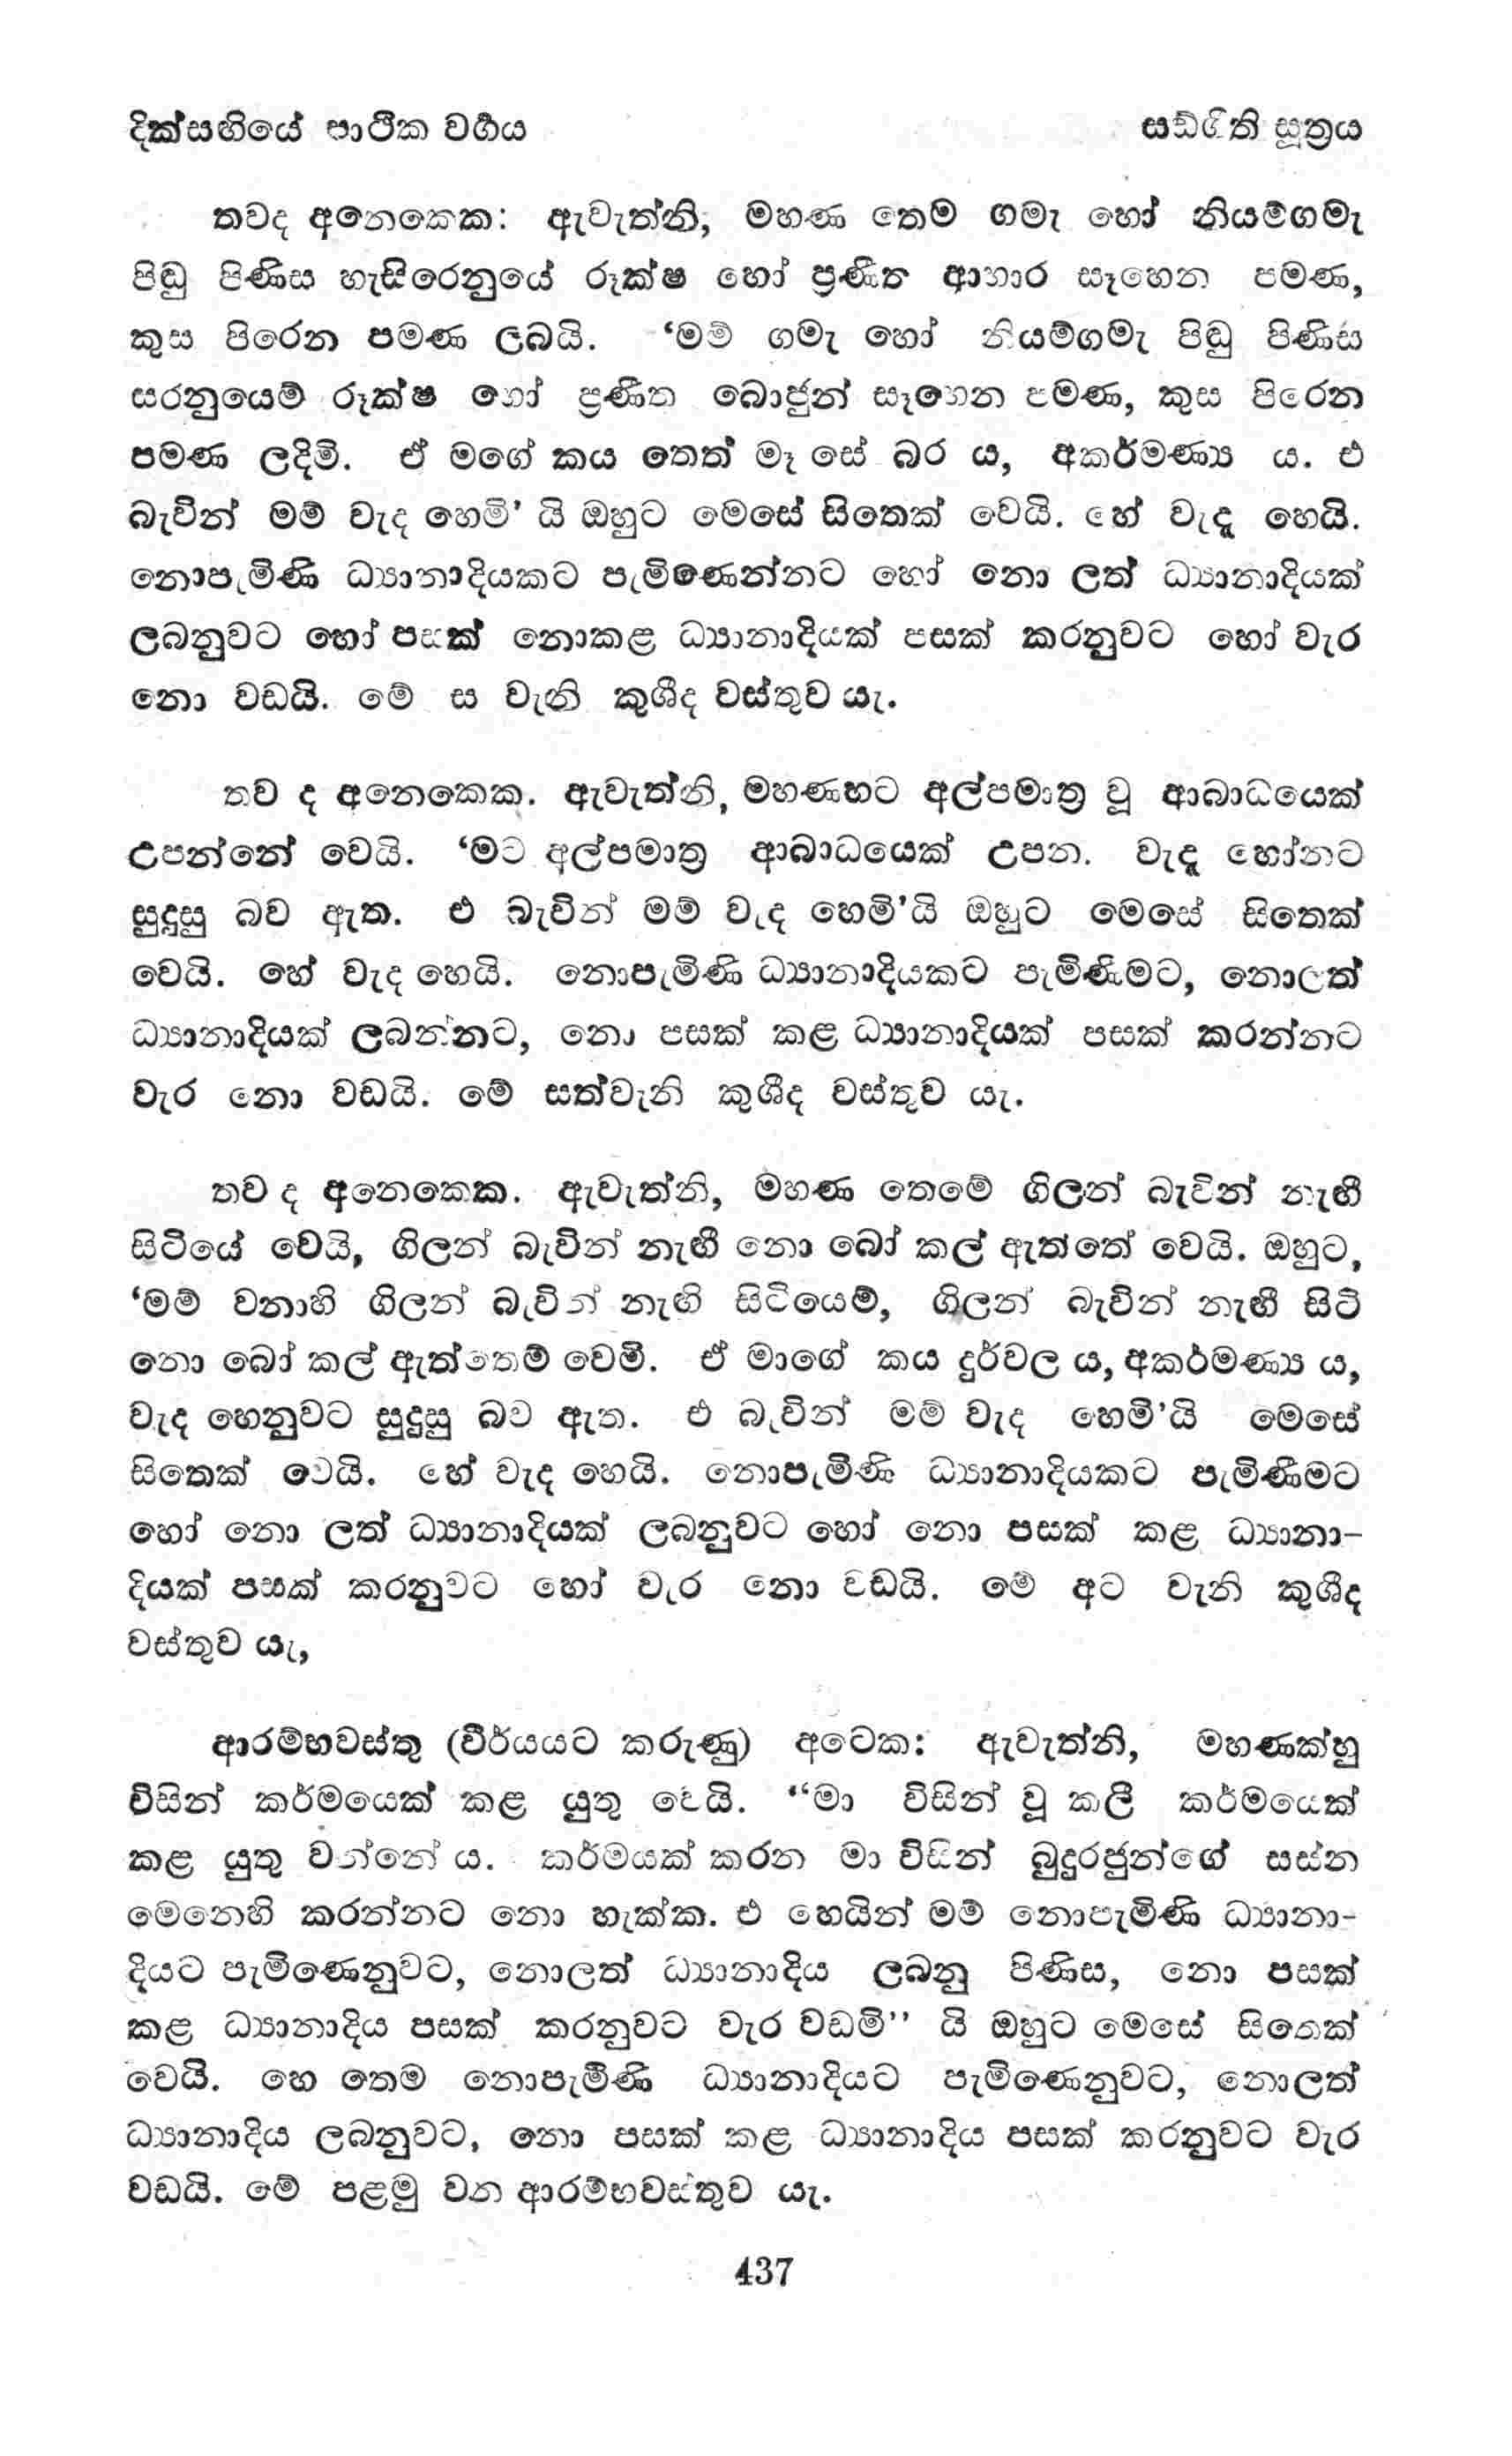 දික්සඟියේ පාථික වර්‍ගය
සඞ්ගීති සූත්‍රය
තවද අනෙකෙක: ඇවැත්නි, මහණ තෙම ගමැ හෝ නියම්ගමැ
පිඬු පිණිස හැසිරෙනුයේ රූක්ෂ හෝ ප්‍රණීත ආහාර සෑහෙන පමණ,
කුස පිරෙන පමණ ලබයි. ‘මම් ගමැ හෝ නියම්ගමැ පිඬු පිණිස
සරනුයෙම් රූක්ෂ හෝ ප්‍රණීත බොජුන් සෑහෙන පමණ, කුස පිරෙන
පමණ ලදිමි. ඒ මගේ කය තෙත් මෑ සේ බර ය, අකර්මණ්‍ය ය. එ
බැවින් මම් වැද හෙමි’ යි ඔහුට මෙසේ සිතෙක් වෙයි. හේ වැදැ හෙයි.
නොපැමිණි ධ්‍යානාදියකට පැමිණෙන්නට හෝ නො ලත් ධ්‍යානාදියක්
ලබනුවට හෝ පසක් නොකළ ධ්‍යානාදියක් පසක් කරනුවට හෝ වැර
නො වඩයි. මේ ස වැනි කුශීද වස්තුව යැ.
තව ද අනෙකෙක. ඇවැත්නි, මහණහට අල්පමාත්‍ර වූ ආබාධයෙක්
උපන්නේ වෙයි. ‘මට අල්පමාත්‍ර ආබාධයෙක් උපන. වැදැ හෝනට
සුදුසු බව ඇත. එ බැවින් මම් වැද හෙමි’යි ඔහුට මෙසේ සිතෙක්
වෙයි. හේ වැද හෙයි. නොපැමිණි ධ්‍යානාදියකට පැමිණීමට, නොලත්
ධ්‍යානාදියක් ලබන්නට, නො පසක් කළ ධ්‍යානාදියක් පසක් කරන්නට
වැර නො වඩයි. මේ සත්වැනි කුශීද වස්තුව යැ.
තව ද අනෙකෙක. ඇවැත්නි, මහණ තෙමේ ගිලන් බැවින් නැඟී
සිටියේ වෙයි, ගිලන් බැවින් නැඟී නො බෝ කල් ඇත්තේ වෙයි. ඔහුට,
‘මම් වනාහි ගිලන් බැවින් නැඟි සිටියෙම්, ගිලන් බැවින් නැඟී සිටි
නො බෝ කල් ඇත්තෙම් වෙමි. ඒ මාගේ කය දුර්වල ය, අකර්මණ්‍ය ය,
වැද හෙනුවට සුදුසු බව ඇත. එ බැවින් මම් වැද හෙමි’යි මෙසේ
සිතෙක් වෙයි. හේ වැද හෙයි. නොපැමිණි ධ්‍යානාදියකට පැමිණීමට
හෝ නො ලත් ධ්‍යානාදියක් ලබනුවට හෝ නො පසක් කළ ධ්‍යානා-
දියක් පසක් කරනුවට හෝ වැර නො වඩයි. මේ අට වැනි කුශීද
වස්තුව යැ,
ආරම්භවස්තු (වීර්යයට කරුණු) අටෙක: ඇවැත්නි, මහණක්හු
විසින් කර්මයෙක් කළ යුතු වෙයි. “මා විසින් වූ කලී කර්මයෙක්
කළ යුතු වන්නේ ය. කර්මයක් කරන මා විසින් බුදුරජුන්ගේ සස්න
මෙනෙහි කරන්නට නො හැක්ක. එ හෙයින් මම් නොපැමිණි ධ්‍යානා-
දියට පැමිණෙනුවට, නොලත් ධ්‍යානාදිය ලබනු පිණිස, නො පසක්
කළ ධ්‍යානාදිය පසක් කරනුවට වැර වඩමි” යි ඔහුට මෙසේ සිතෙක්
වෙයි. හෙ තෙම නොපැමිණි ධ්‍යානාදියට පැමිණෙනුවට, නොලත්
ධ්‍යානාදිය ලබනුවට, නො පසක් කළ ධ්‍යානාදිය පසක් කරනුවට වැර
වඩයි. මේ පළමු වන ආරම්භවස්තුව යැ.
437